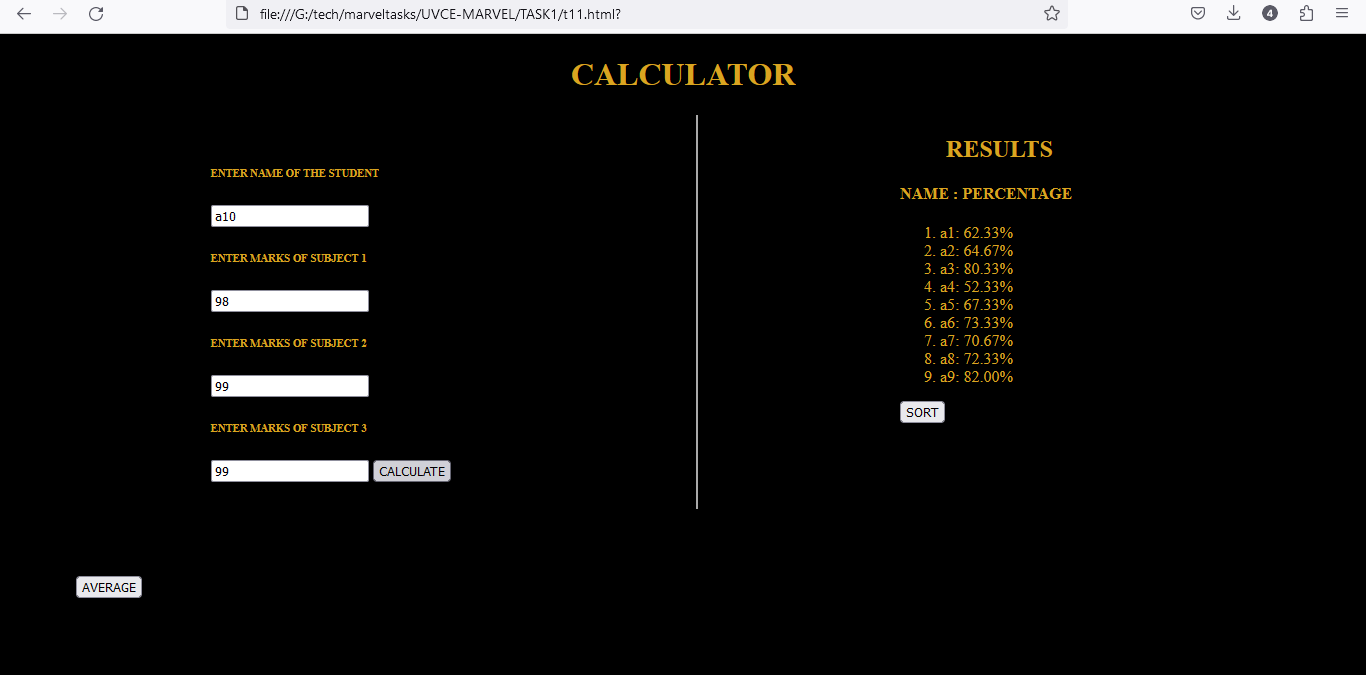 file:///G:/tech/marveltasks/UVCE-MARVEL/TASK1/t11.html?
4
CALCULATOR
ENTER NAME OF THE STUDENT
a10
ENTER MARKS OF SUBJECT 1
98
ENTER MARKS OF SUBJECT 2
99
ENTER MARKS OF SUBJECT 3
99 CALCULATE
RESULTS
NAME : PERCENTAGE
1. a1: 62.33%
2. a2: 64.67%
3. a3: 80.33%
4. a4: 52.33%
5. a5: 67.33%
6. a6: 73.33%
7. a7: 70.67%
8. a8: 72.33%
9. a9: 82.00%
SORT
AVERAGE